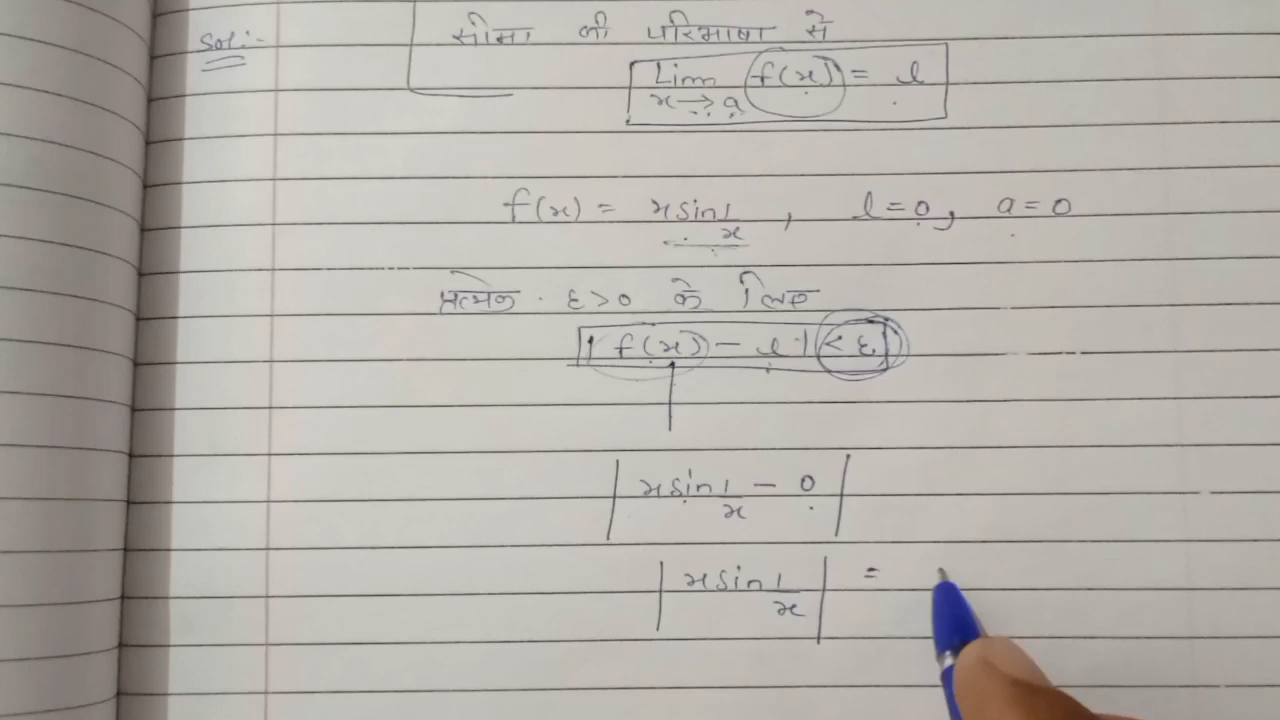 Sol:- सीमा की परिभाषा से
Lim f(x) = l
x→a
f(x) = x sin 1/x , l=0, a=0
प्रत्येक ε>0 के लिए
|f(x) - l| < ε
|x sin 1/x - 0|
|x sin 1/x| =